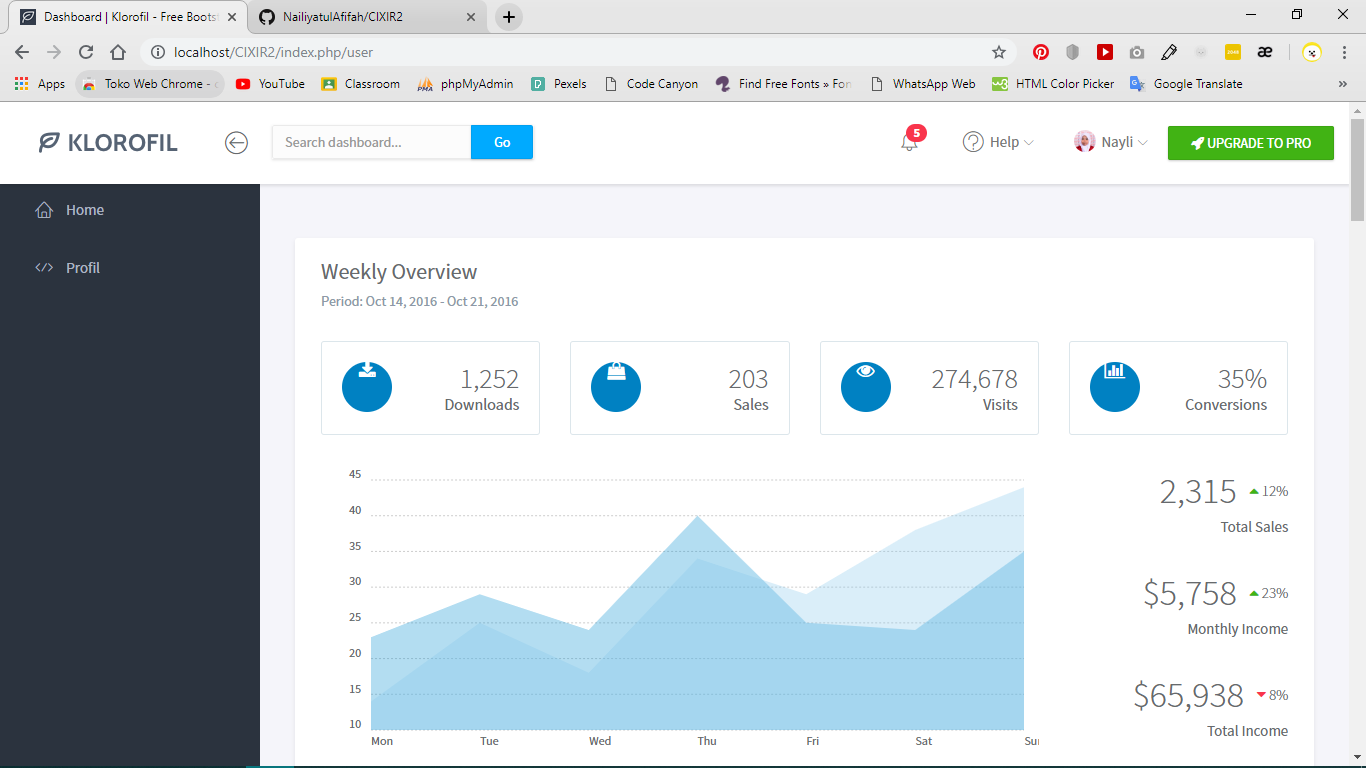 Dashboard | Klorofil - Free Boots
NailiyatulAfifah/CIXIR2
localhost/CIXIR2/index.php/user
Apps
Toko Web Chrome - c
YouTube
Classroom
phpMyAdmin
Pexels
Code Canyon
Find Free Fonts » Fon
WhatsApp Web
HTML Color Picker
Google Translate
KLOROFIL
Search dashboard...
Go
5
Help
Nayli
UPGRADE TO PRO
Home
Profil
Weekly Overview
Period: Oct 14, 2016 - Oct 21, 2016
1,252
Downloads
203
Sales
274,678
Visits
35%
Conversions
45
40
35
30
25
20
15
10
Mon Tue Wed Thu Fri Sat Sun
2,315 12%
Total Sales
$5,758 23%
Monthly Income
$65,938 8%
Total Income